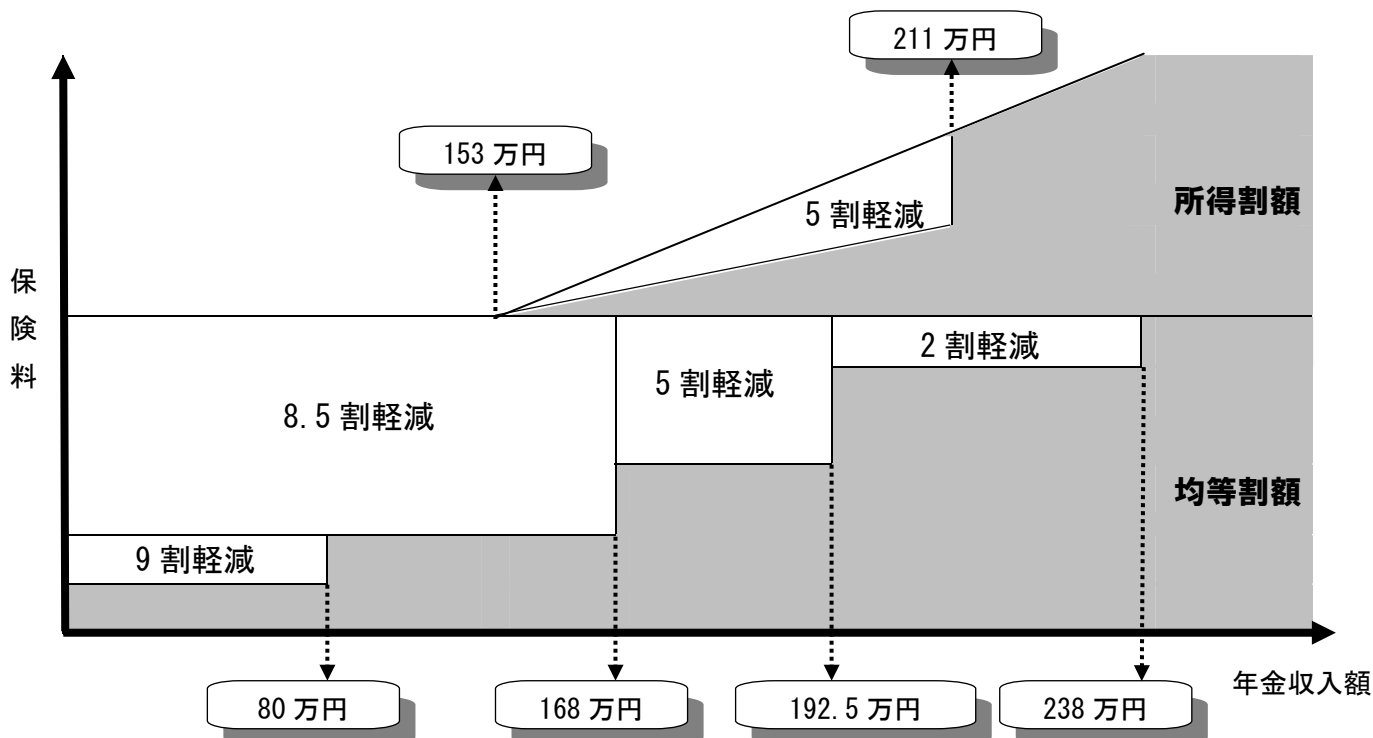 211 万円
153 万円
所得割額
5 割軽減
保険料
2 割軽減
5 割軽減
8.5 割軽減
均等割額
9 割軽減
年金収入額
80 万円
168 万円
192.5 万円
238 万円